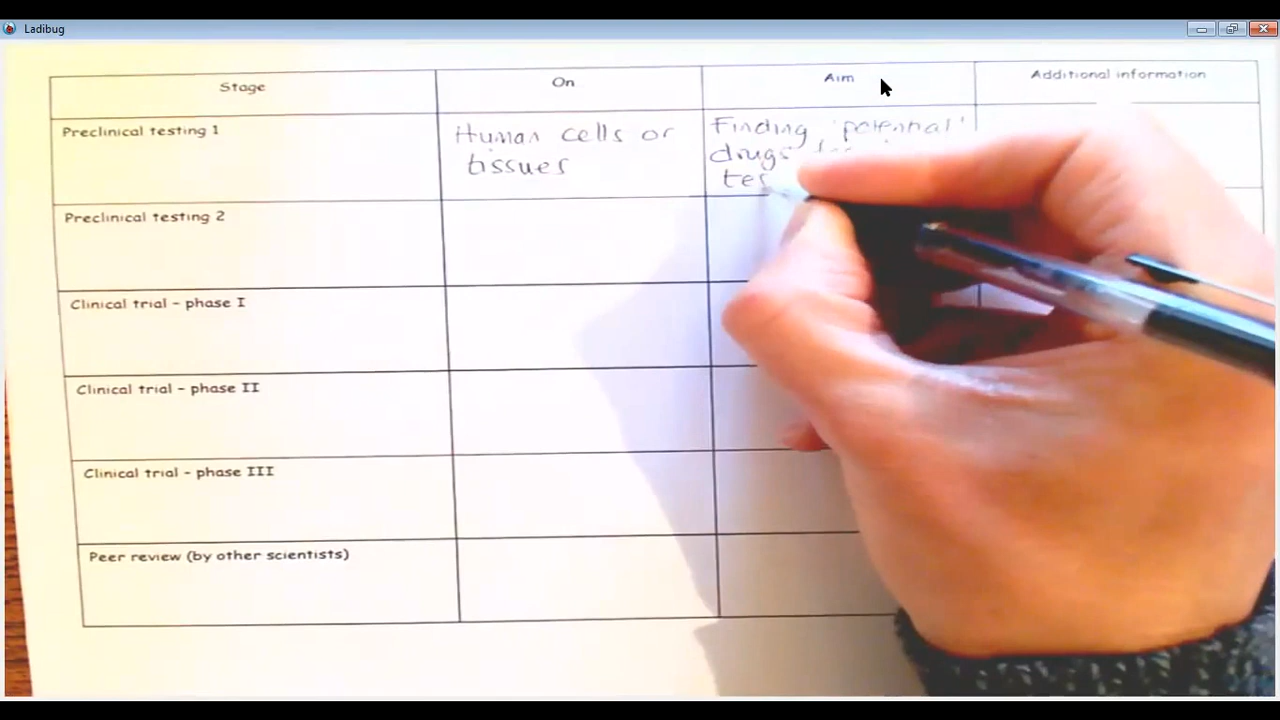 Ladibug
Stage
On
Aim
Additional information
Preclinical testing 1
Human cells or
tissues
Finding 'potential'
drugs
tes
Preclinical testing 2
Clinical trial - phase I
Clinical trial - phase II
Clinical trial - phase III
Peer review (by other scientists)